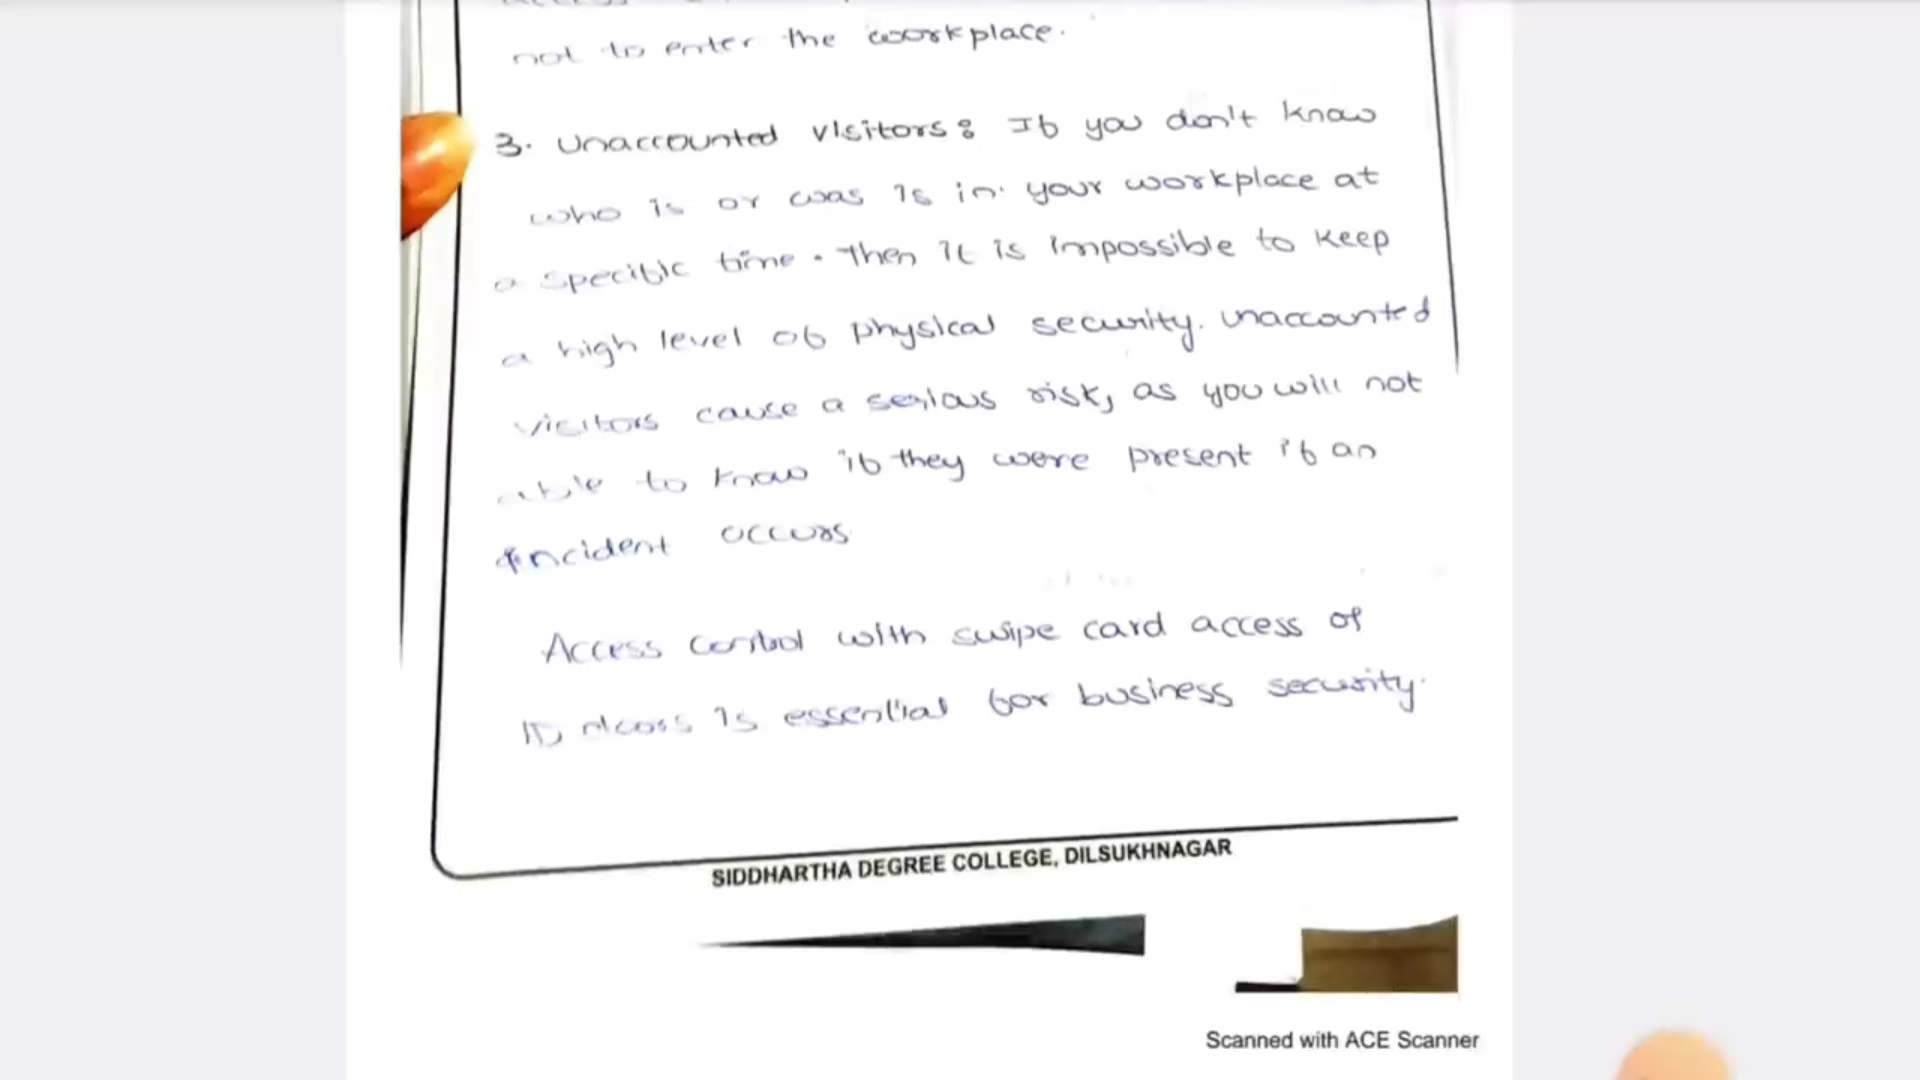 not to enter the workplace.
3. Unaccounted Visitors: If you don't know
who is or was is in your workplace at
a specific time. Then it is impossible to keep
a high level of physical security. unaccounted
visitors cause a serious risk, as you will not
able to know if they were present if an
incident occurs
Access control with swipe card access of
ID is essential for business security.
SIDDHARTHA DEGREE COLLEGE, DILSUKHNAGAR
Scanned with ACE Scanner